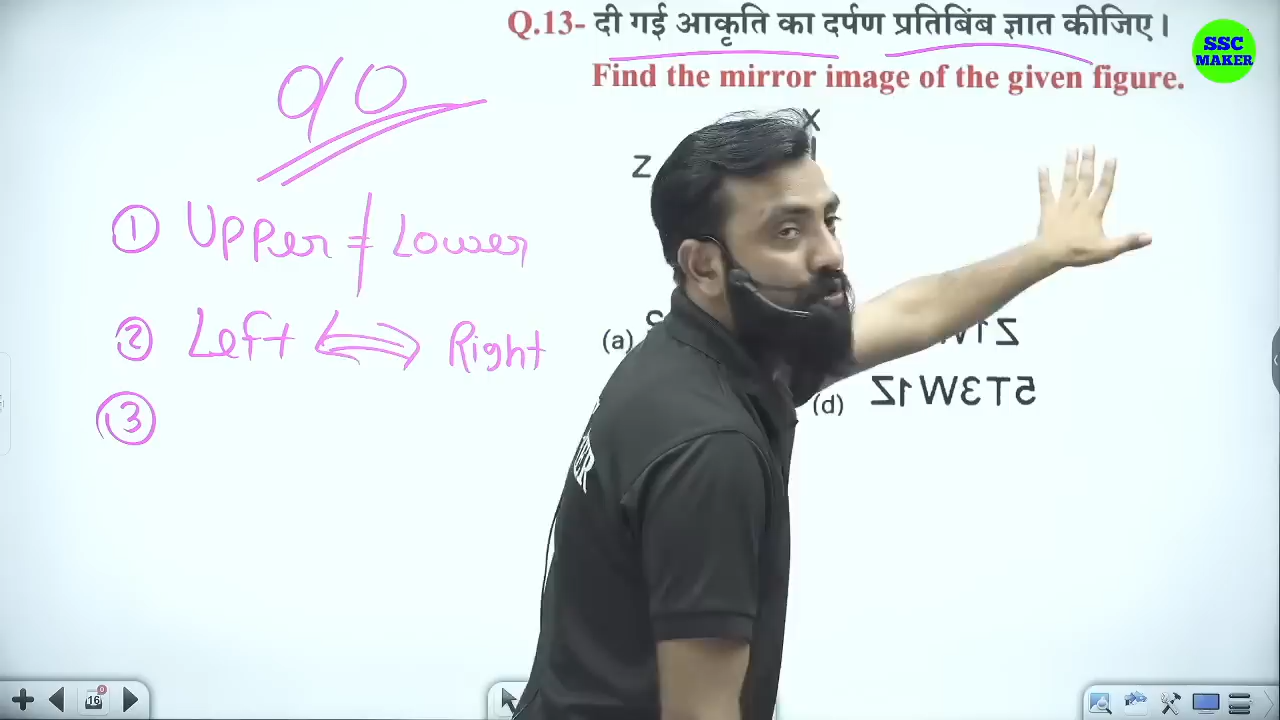 Q.13- दी गई आकृति का दर्पण प्रतिबिंब ज्ञात कीजिए।
SSC
MAKER
Find the mirror image of the given figure.
90
X
Z
① Upper ≠ Lower
② Left ⟺ Right
(a)
③
(d)
16